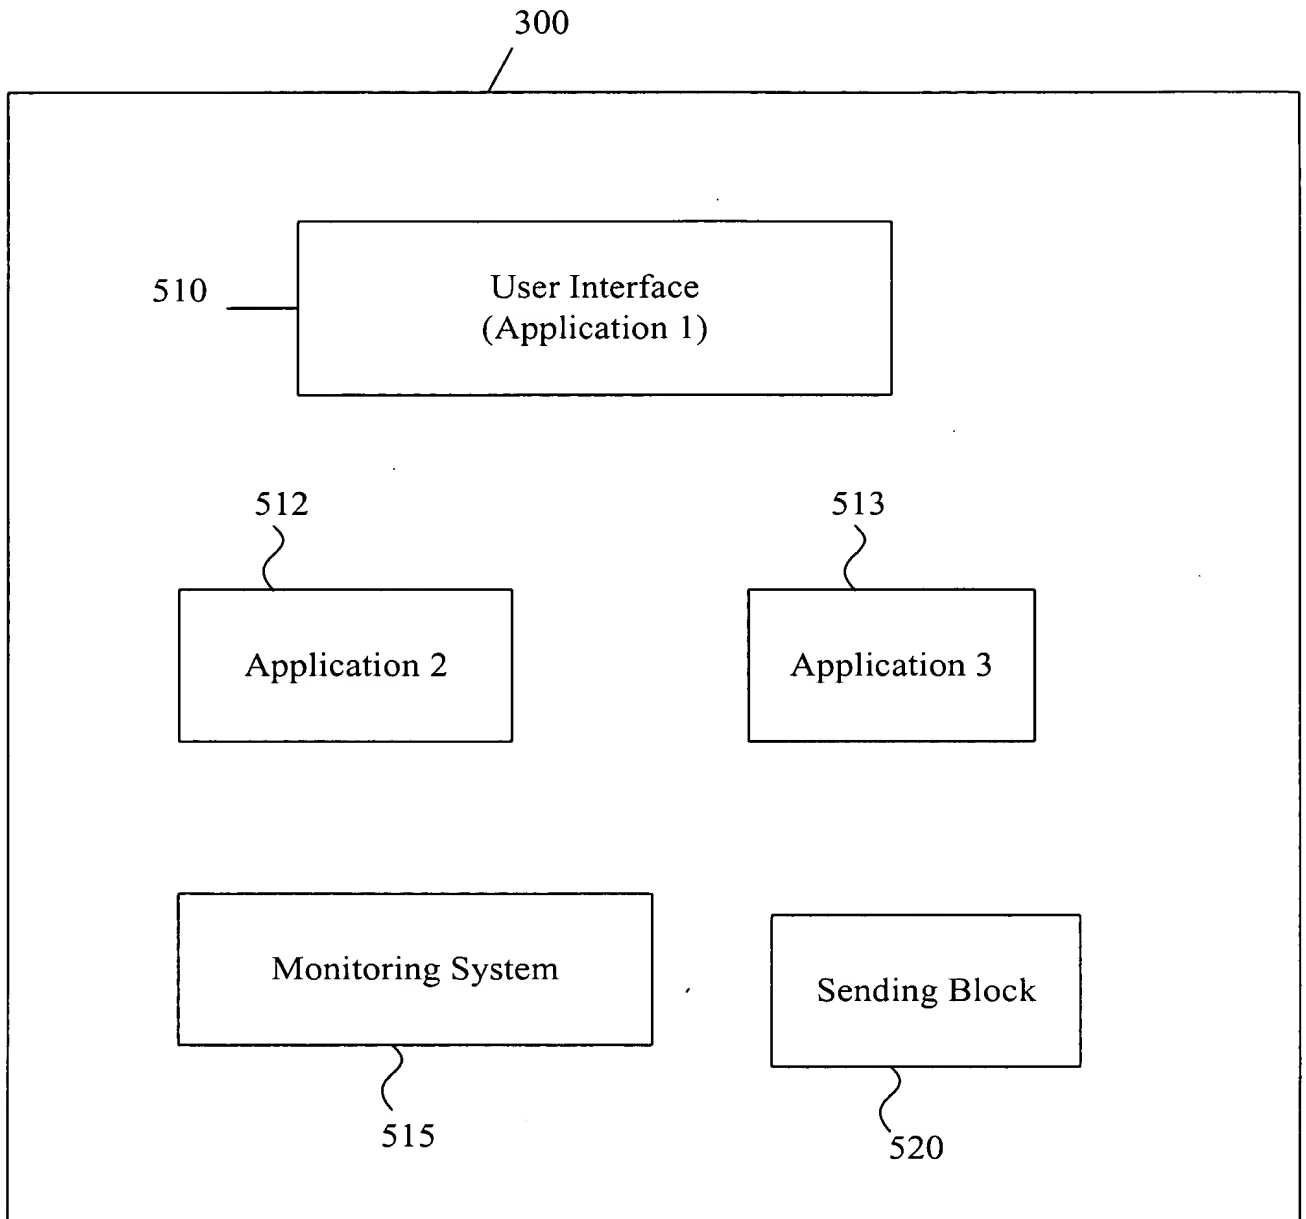 300
510
User Interface
(Application 1)
512
513
Application 2
Application 3
Monitoring System
Sending Block
515
520